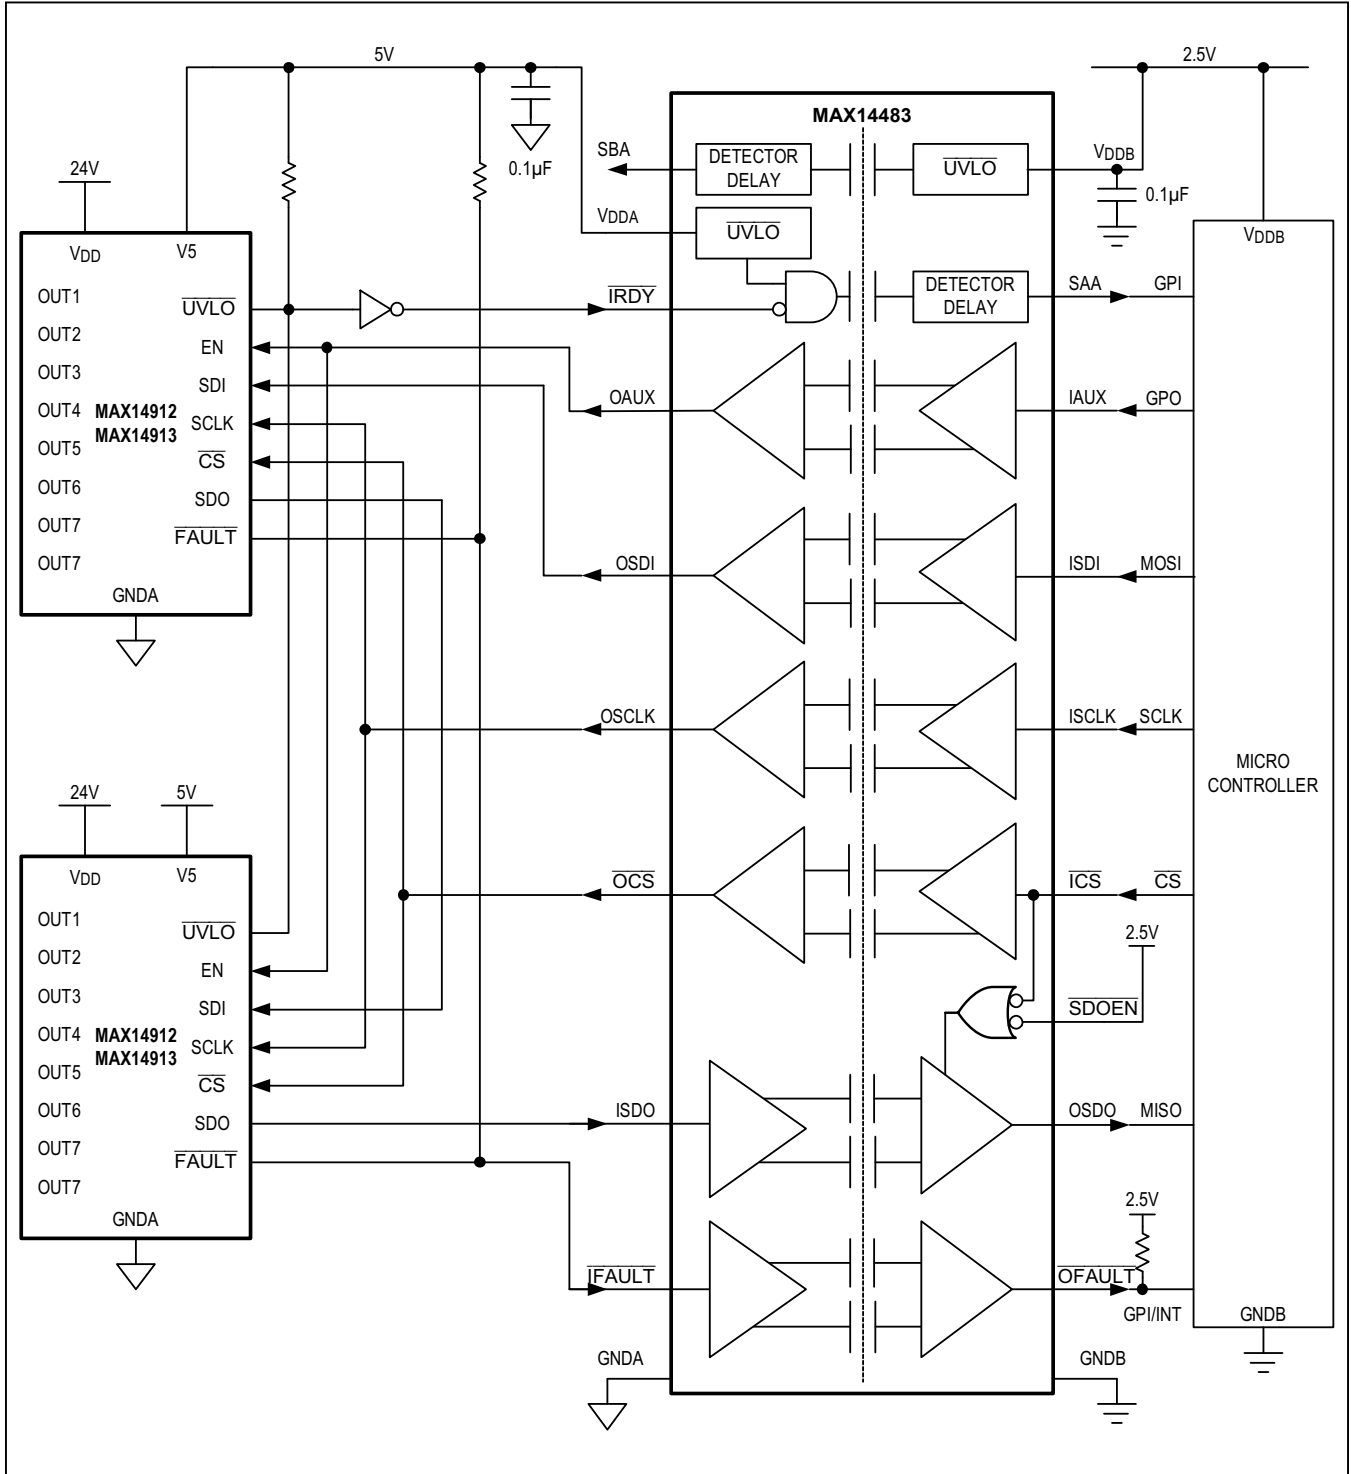 5V
2.5V
MAX14483
SBA
DETECTOR
DELAY
UVLO
VDDB
0.1µF
0.1µF
24V
VDDA
UVLO
VDD
V5
VDDB
OUT1
OUT2
OUT3
OUT4
OUT5
OUT6
OUT7
OUT7
MAX14912
MAX14913
UVLO
EN
SDI
SCLK
CS
SDO
FAULT
GNDA
IRDY
DETECTOR
DELAY
SAA
GPI
OAUX
IAUX
GPO
OSDI
ISDI
MOSI
OSCLK
ISCLK
SCLK
MICRO
CONTROLLER
24V
5V
VDD
V5
OUT1
OUT2
OUT3
OUT4
OUT5
OUT6
OUT7
OUT7
MAX14912
MAX14913
UVLO
EN
SDI
SCLK
CS
SDO
FAULT
GNDA
OCS
ICS
CS
2.5V
SDOEN
ISDO
OSDO
MISO
2.5V
IFAULT
OFAULT
GPI/INT
GNDB
GNDA
GNDB